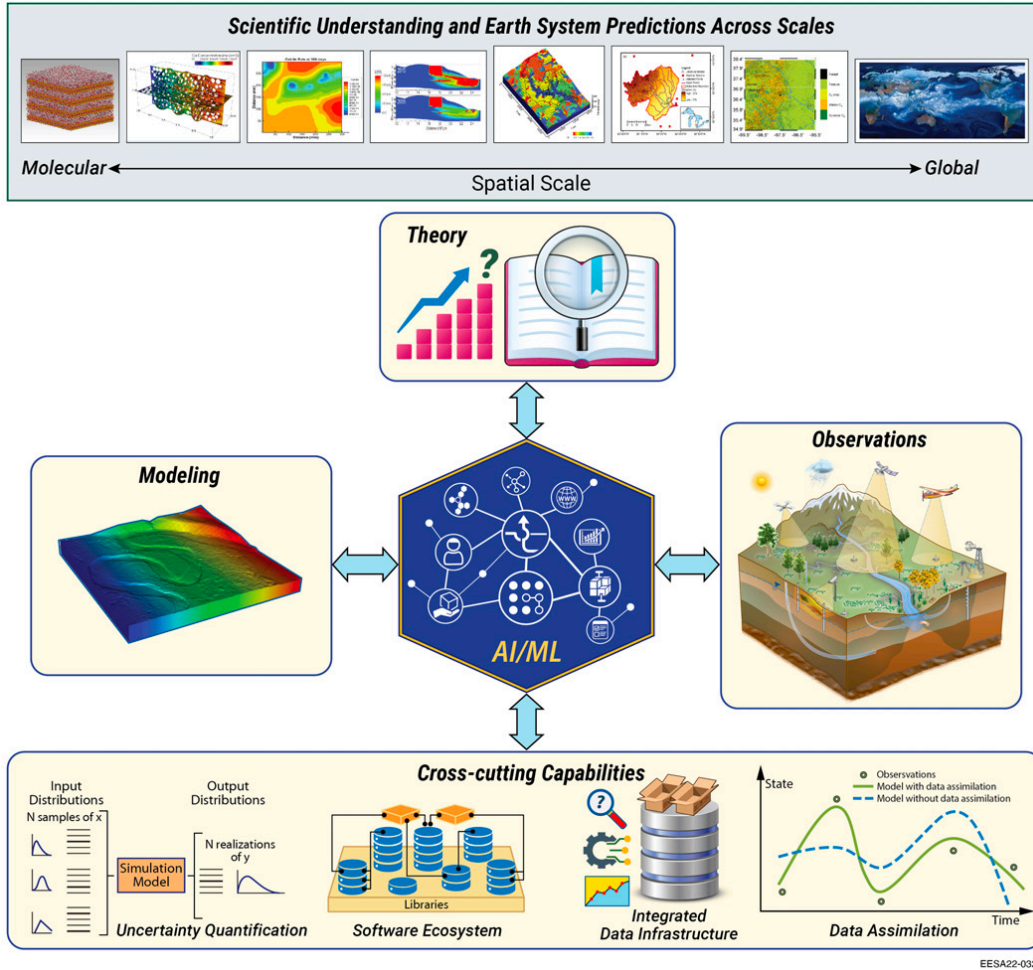 Scientific Understanding and Earth System Predictions Across Scales
Molecular
Global
Spatial Scale
Theory
?
Modeling
Observations
WWW
AI/ML
Cross-cutting Capabilities
Input
Distributions
N samples of x
Output
Distributions
Simulation
Model
N realizations
of y
Uncertainty Quantification
Libraries
Software Ecosystem
?
Integrated
Data Infrastructure
State
Observations
Model with data assimilation
Model without data assimilation
Time
Data Assimilation